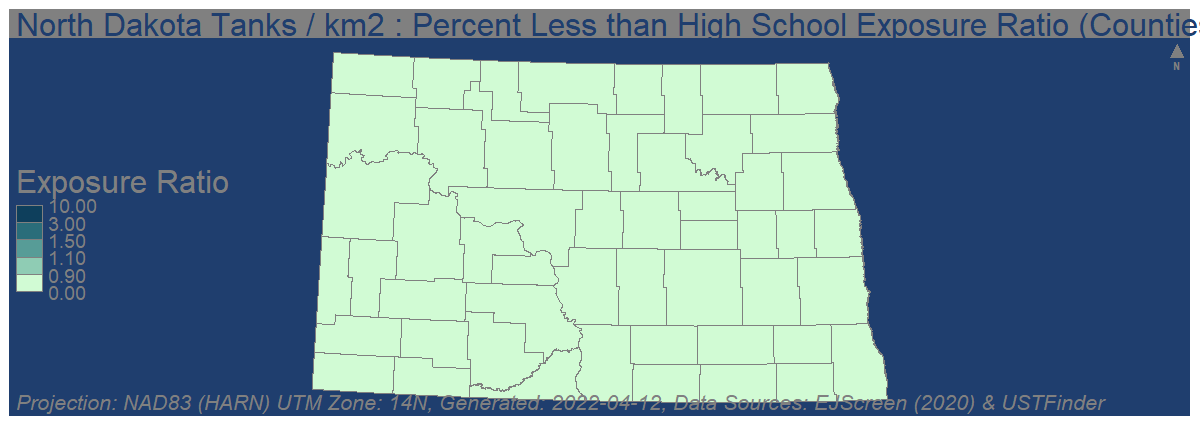 North Dakota Tanks / km2 : Percent Less than High School Exposure Ratio (Counties
N
Exposure Ratio
10.00
3.00
1.50
1.10
0.90
0.00
Projection: NAD83 (HARN) UTM Zone: 14N, Generated: 2022-04-12, Data Sources: EJScreen (2020) & USTFinder